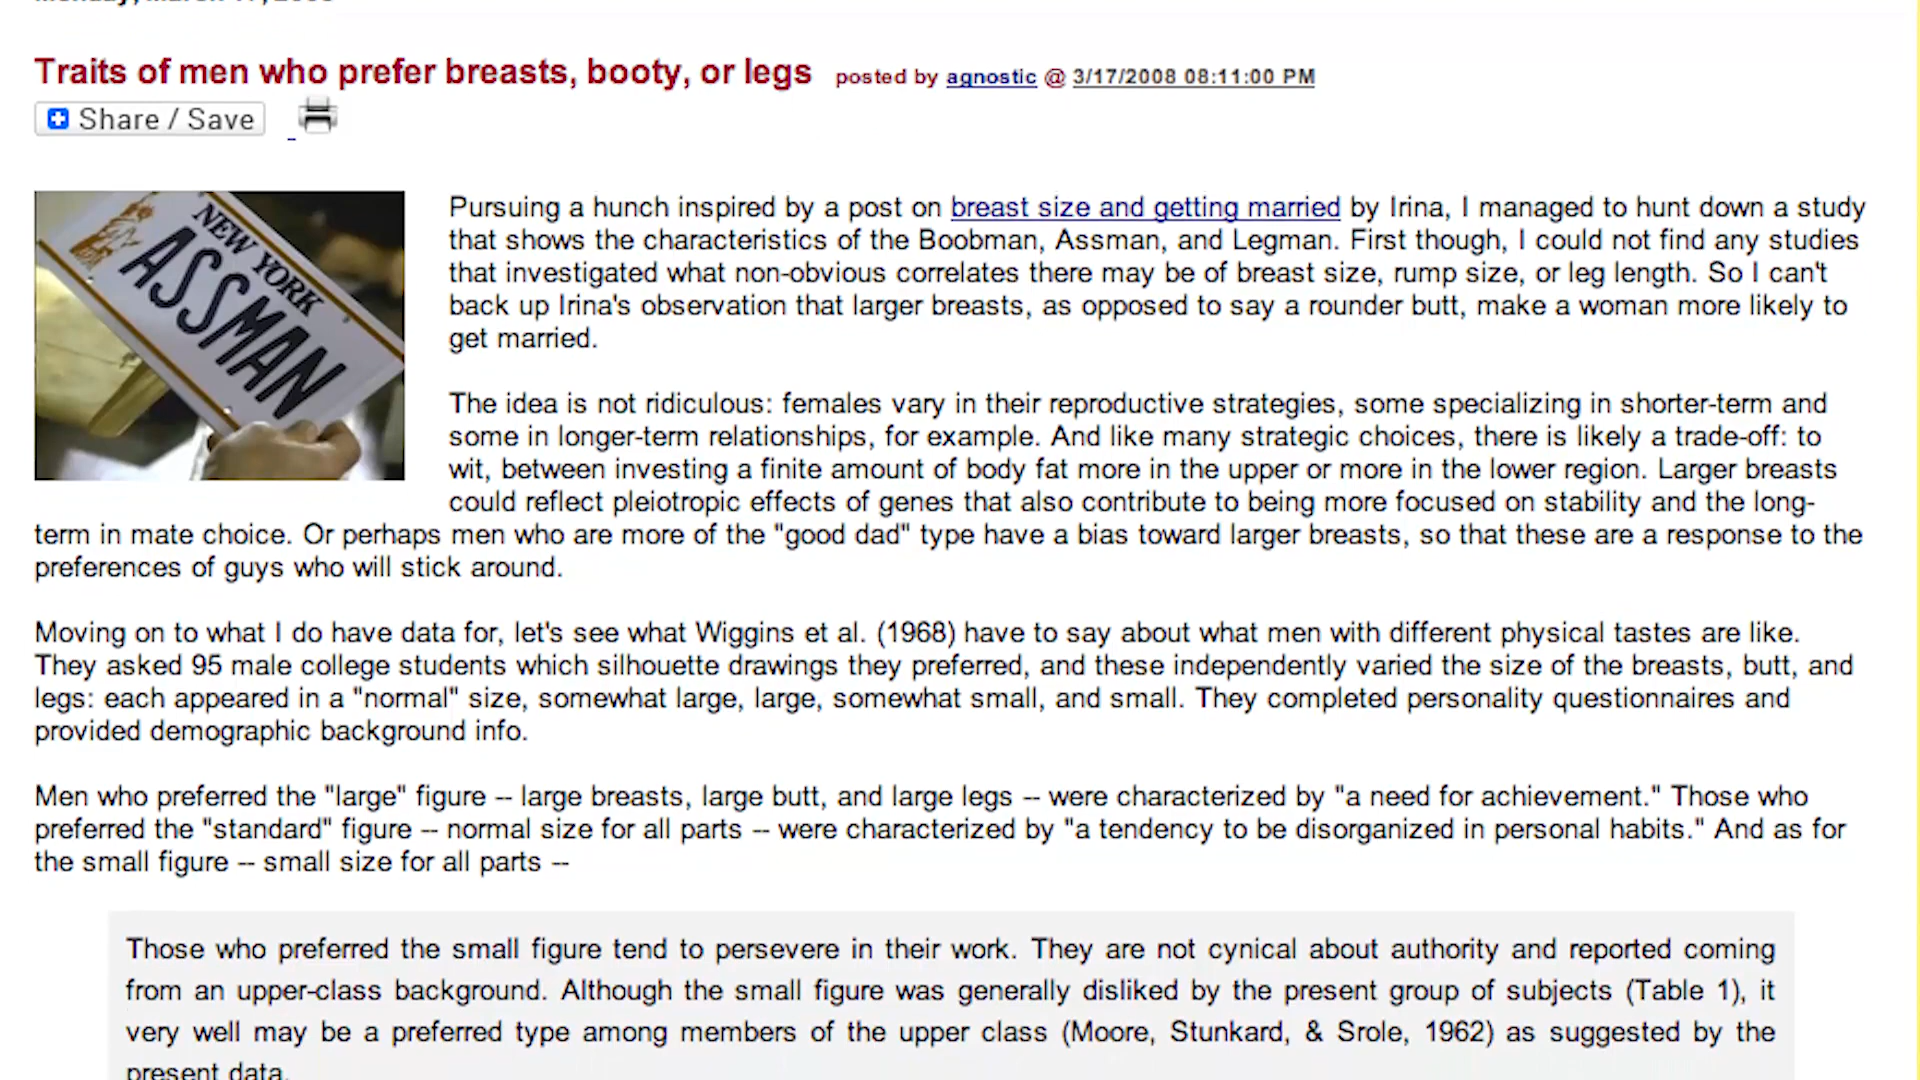 Traits of men who prefer breasts, booty, or legs posted by agnostic @ 3/17/2008 08:11:00 PM
Share / Save
NEW YORK
ASSMAN
Pursuing a hunch inspired by a post on breast size and getting married by Irina, I managed to hunt down a study
that shows the characteristics of the Boobman, Assman, and Legman. First though, I could not find any studies
that investigated what non-obvious correlates there may be of breast size, rump size, or leg length. So I can't
back up Irina's observation that larger breasts, as opposed to say a rounder butt, make a woman more likely to
get married.
The idea is not ridiculous: females vary in their reproductive strategies, some specializing in shorter-term and
some in longer-term relationships, for example. And like many strategic choices, there is likely a trade-off: to
wit, between investing a finite amount of body fat more in the upper or more in the lower region. Larger breasts
could reflect pleiotropic effects of genes that also contribute to being more focused on stability and the long-
term in mate choice. Or perhaps men who are more of the "good dad" type have a bias toward larger breasts, so that these are a response to the
preferences of guys who will stick around.
Moving on to what I do have data for, let's see what Wiggins et al. (1968) have to say about what men with different physical tastes are like.
They asked 95 male college students which silhouette drawings they preferred, and these independently varied the size of the breasts, butt, and
legs: each appeared in a "normal" size, somewhat large, large, somewhat small, and small. They completed personality questionnaires and
provided demographic background info.
Men who preferred the "large" figure -- large breasts, large butt, and large legs -- were characterized by "a need for achievement." Those who
preferred the "standard" figure -- normal size for all parts -- were characterized by "a tendency to be disorganized in personal habits." And as for
the small figure -- small size for all parts --
Those who preferred the small figure tend to persevere in their work. They are not cynical about authority and reported coming
from an upper-class background. Although the small figure was generally disliked by the present group of subjects (Table 1), it
very well may be a preferred type among members of the upper class (Moore, Stunkard, & Srole, 1962) as suggested by the
present data.